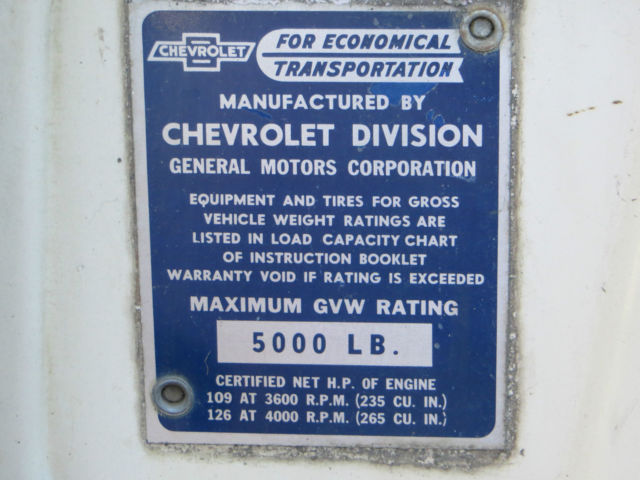 CHEVROLET
FOR ECONOMICAL
TRANSPORTATION
MANUFACTURED BY
CHEVROLET DIVISION
GENERAL MOTORS CORPORATION
EQUIPMENT AND TIRES FOR GROSS
VEHICLE WEIGHT RATINGS ARE
LISTED IN LOAD CAPACITY CHART
OF INSTRUCTION BOOKLET
WARRANTY VOID IF RATING IS EXCEEDED
MAXIMUM GVW RATING
5000 LB.
CERTIFIED NET H.P. OF ENGINE
109 AT 3600 R.P.M. (235 CU. IN.)
126 AT 4000 R.P.M. (265 CU. IN.)